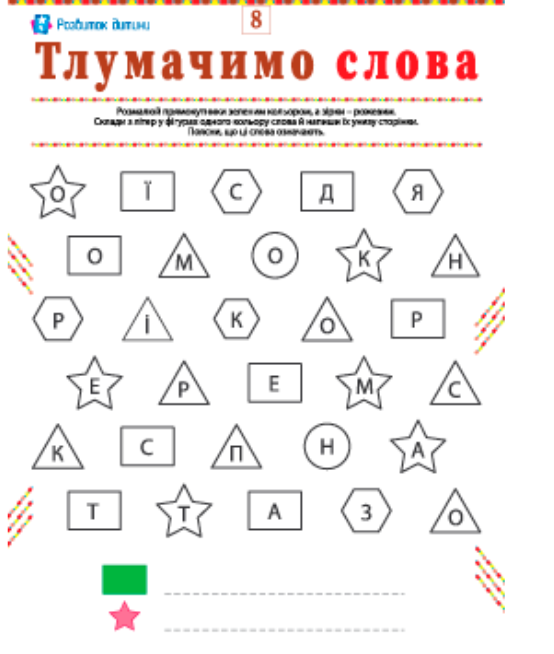 8
Розвиток дитини
Тлумачимо слова
Розмалюй прямокутники зеленим кольором, а зірки – рожевим.
Склади з літер у фігурах одного кольору слова й напиши їх унизу сторінки.
Поясни, що ці слова означають.
О Ї С Д Я
О М О К Н
Р І К О Р
Е Р Е М С
К С П Н А
Т Т А З О